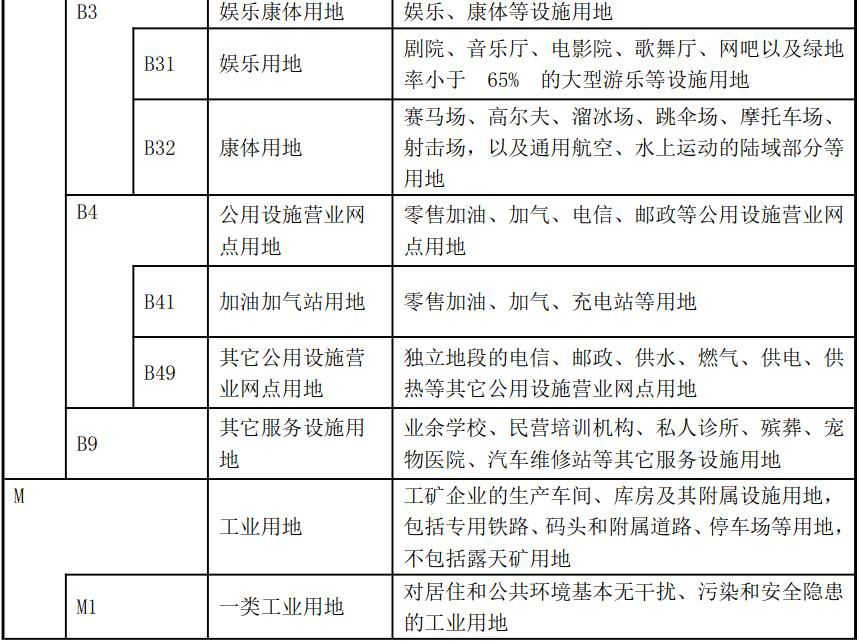 B3 娱乐康体用地 娱乐、康体等设施用地
B31 娱乐用地 剧院、音乐厅、电影院、歌舞厅、网吧以及绿地
率小于 65% 的大型游乐等设施用地
B32 康体用地 赛马场、高尔夫、溜冰场、跳伞场、摩托车场、
射击场，以及通用航空、水上运动的陆域部分等
用地
B4 公用设施营业网 零售加油、加气、电信、邮政等公用设施营业网
点用地 点用地
B41 加油加气站用地 零售加油、加气、充电站等用地
B49 其它公用设施营 独立地段的电信、邮政、供水、燃气、供电、供
业网点用地 热等其它公用设施营业网点用地
B9 其它服务设施用 业余学校、民营培训机构、私人诊所、殡葬、宠
地 物医院、汽车维修站等其它服务设施用地
M 工业用地 工矿企业的生产车间、库房及其附属设施用地，
包括专用铁路、码头和附属道路、停车场等用地，
不包括露天矿用地
M1 一类工业用地 对居住和公共环境基本无干扰、污染和安全隐患
的工业用地